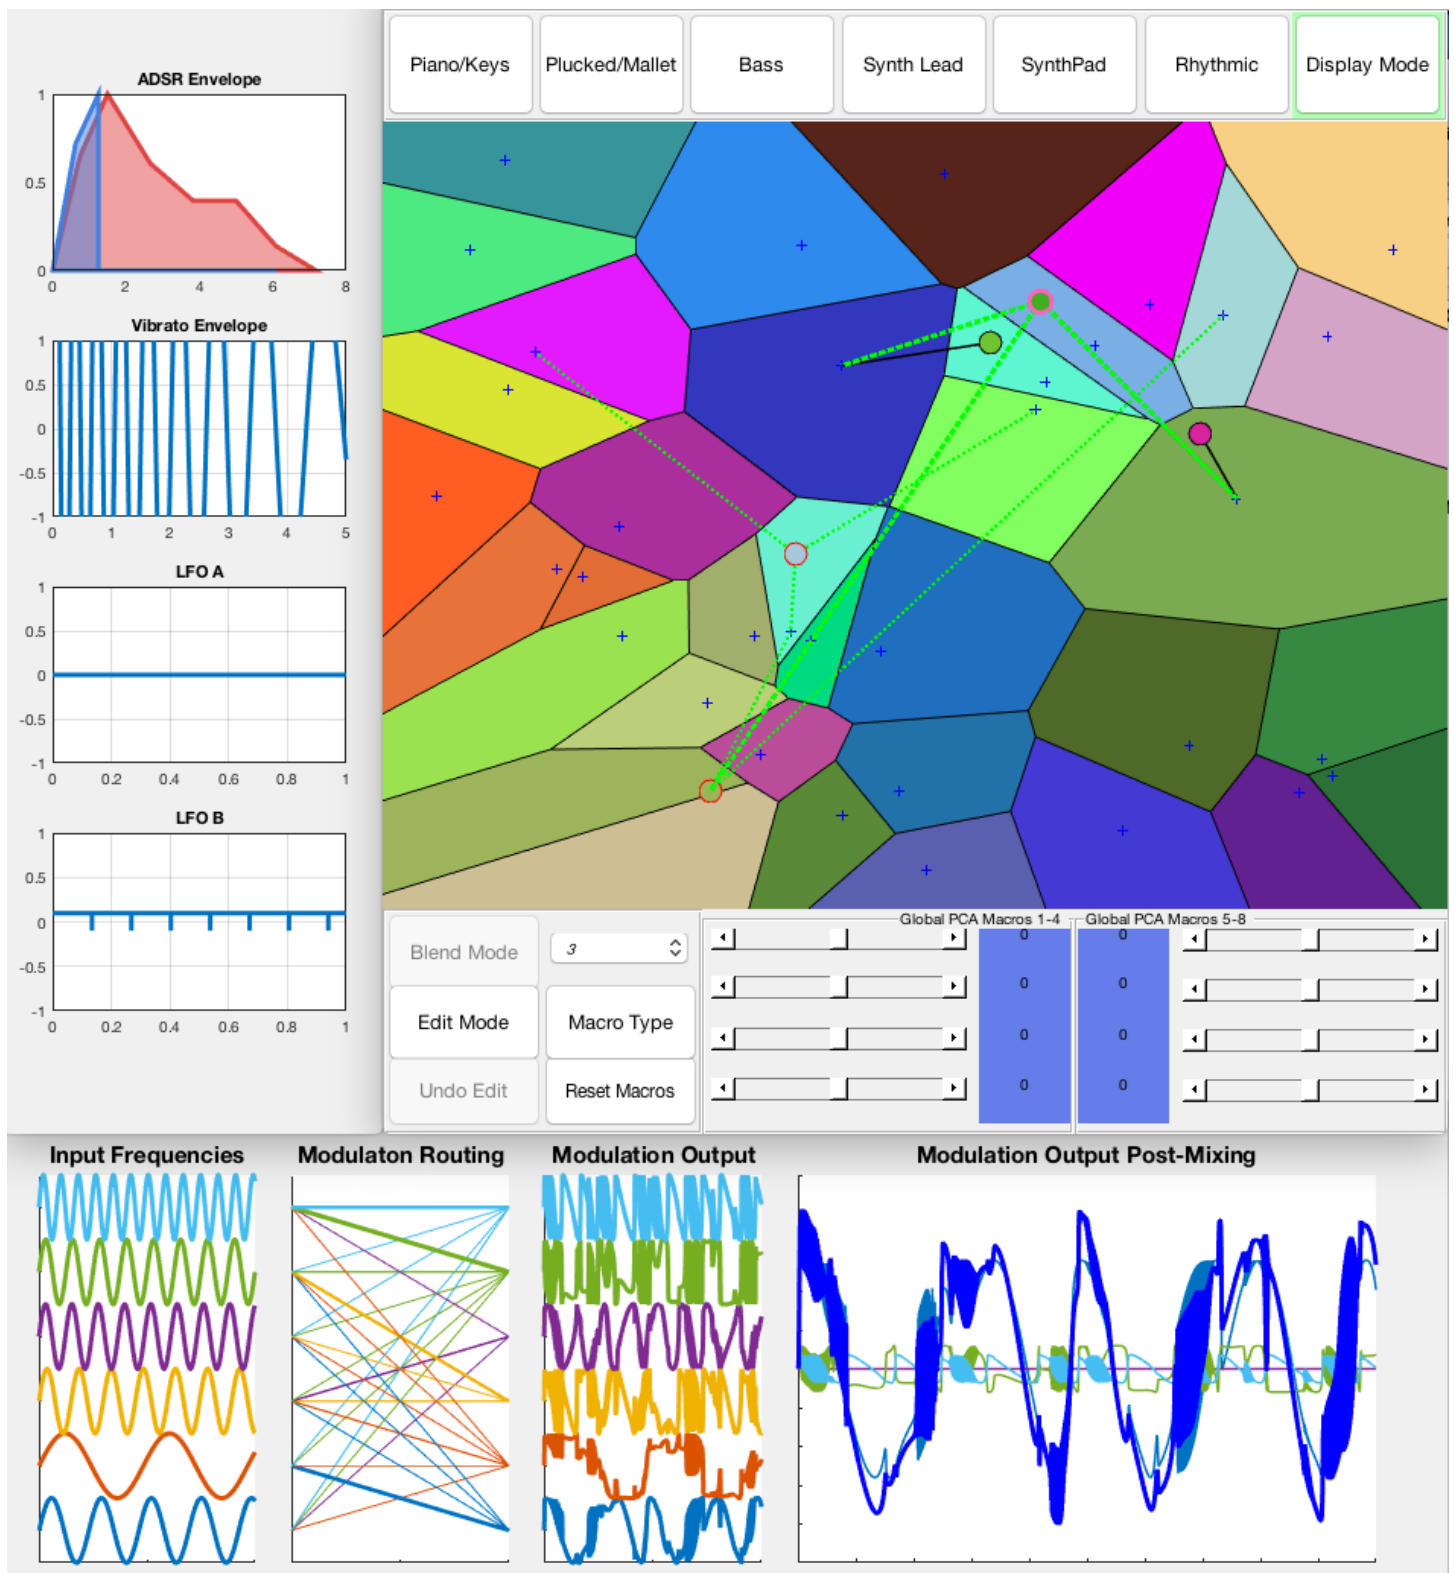 Piano/Keys Plucked/Mallet Bass Synth Lead SynthPad Rhythmic Display Mode
ADSR Envelope
1
0.5
0
0 2 4 6 8
Vibrato Envelope
1
0.5
0
-0.5
-1
0 1 2 3 4 5
LFO A
1
0.5
0
-0.5
-1
0 0.2 0.4 0.6 0.8 1
LFO B
1
0.5
0
-0.5
-1
0 0.2 0.4 0.6 0.8 1
Blend Mode 3
Edit Mode Macro Type
Undo Edit Reset Macros
Global PCA Macros 1-4 Global PCA Macros 5-8
0 0
0 0
0 0
0 0
Input Frequencies Modulaton Routing Modulation Output Modulation Output Post-Mixing